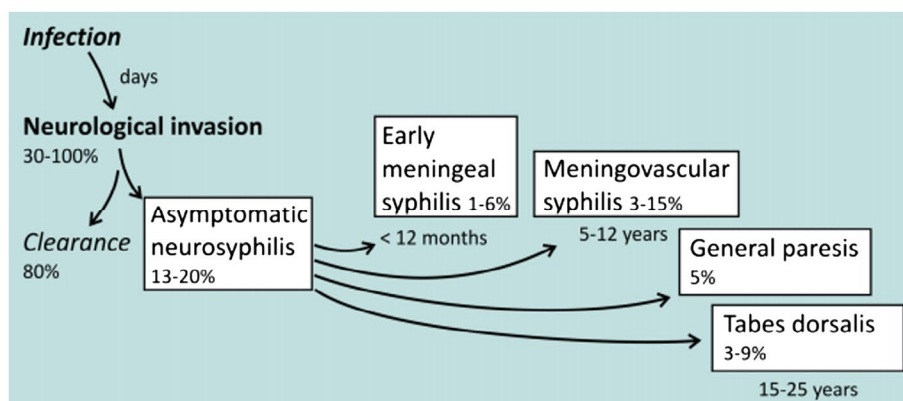 Infection
days
Neurological invasion
30-100%
Clearance
80%
Asymptomatic
neurosyphilis
13-20%
Early
meningeal
syphilis 1-6%
< 12 months
Meningovascular
syphilis 3-15%
5-12 years
General paresis
5%
Tabes dorsalis
3-9%
15-25 years